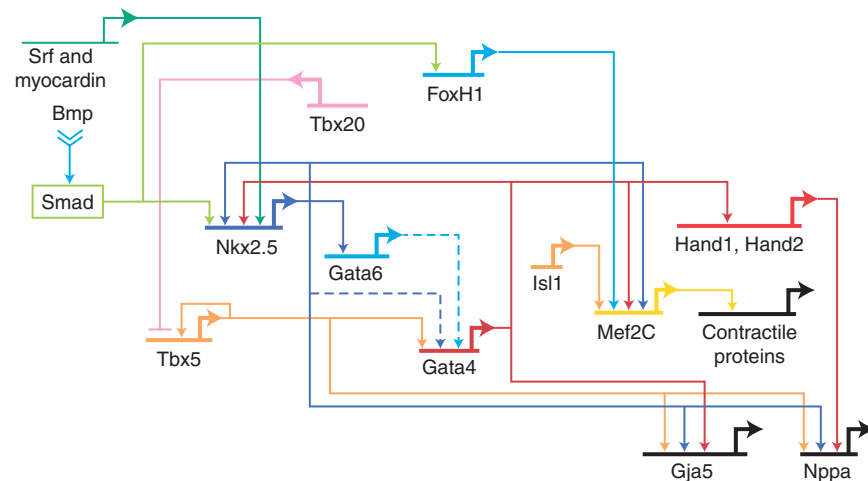 Srf and
myocardin
FoxH1
Bmp
Tbx20
Smad
Nkx2.5
Hand1, Hand2
Gata6
Isl1
Mef2C
Contractile
proteins
Tbx5
Gata4
Gja5
Nppa